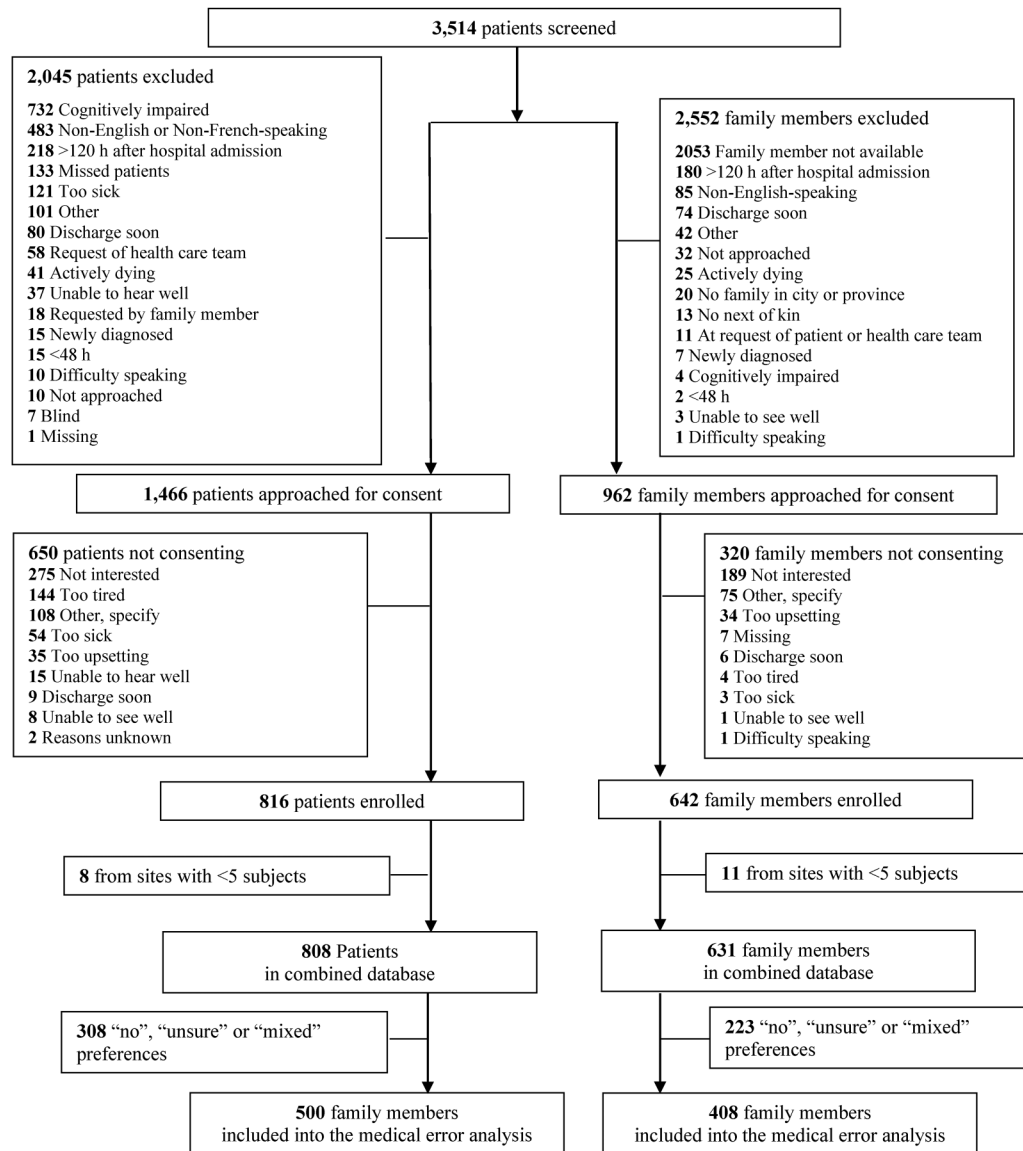 3,514 patients screened
2,045 patients excluded
732 Cognitively impaired
483 Non-English or Non-French-speaking
218 >120 h after hospital admission
133 Missed patients
121 Too sick
101 Other
80 Discharge soon
58 Request of health care team
41 Actively dying
37 Unable to hear well
18 Requested by family member
15 Newly diagnosed
15 <48 h
10 Difficulty speaking
10 Not approached
7 Blind
1 Missing
2,552 family members excluded
2053 Family member not available
180 >120 h after hospital admission
85 Non-English-speaking
74 Discharge soon
42 Other
32 Not approached
25 Actively dying
20 No family in city or province
13 No next of kin
11 At request of patient or health care team
7 Newly diagnosed
4 Cognitively impaired
2 <48 h
3 Unable to see well
1 Difficulty speaking
1,466 patients approached for consent
962 family members approached for consent
650 patients not consenting
275 Not interested
144 Too tired
108 Other, specify
54 Too sick
35 Too upsetting
15 Unable to hear well
9 Discharge soon
8 Unable to see well
2 Reasons unknown
320 family members not consenting
189 Not interested
75 Other, specify
34 Too upsetting
7 Missing
6 Discharge soon
4 Too tired
3 Too sick
1 Unable to see well
1 Difficulty speaking
816 patients enrolled
642 family members enrolled
8 from sites with <5 subjects
11 from sites with <5 subjects
808 Patients
in combined database
631 family members
in combined database
308 “no”, “unsure” or “mixed”
preferences
223 “no”, “unsure” or “mixed”
preferences
500 family members
included into the medical error analysis
408 family members
included into the medical error analysis